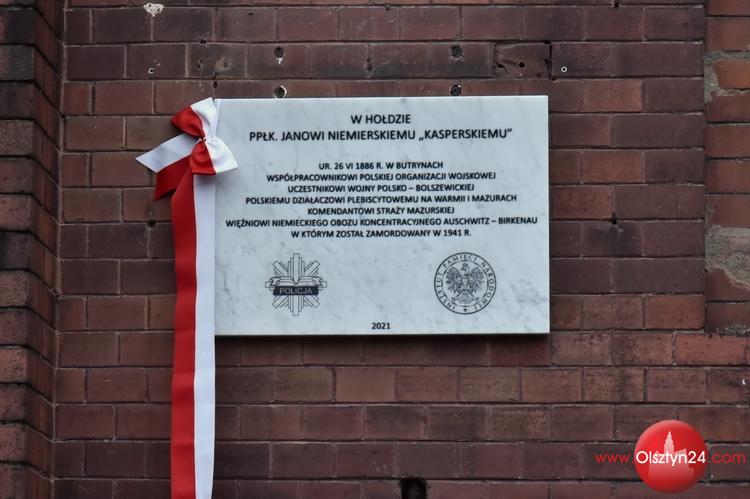 W HOŁDZIE
PPŁK. JANOWI NIEMIERSKIEMU „KASPERSKIEMU”
UR. 26 VI 1886 R. W BUTRYNACH
WSPÓŁPRACOWNIKOWI POLSKIEJ ORGANIZACJI WOJSKOWEJ
UCZESTNIKOWI WOJNY POLSKO – BOLSZEWICKIEJ
POLSKIEMU DZIAŁACZOWI PLEBISCYTOWEMU NA WARMII I MAZURACH
KOMENDANTOWI STRAŻY MAZURSKIEJ
WIĘŹNIOWI NIEMIECKIEGO OBOZU KONCENTRACYJNEGO AUSCHWITZ – BIRKENAU
W KTÓRYM ZOSTAŁ ZAMORDOWANY W 1941 R.
POLICJA
INSTYTUT PAMIĘCI NARODOWEJ
2021
www.Olsztyn24.com